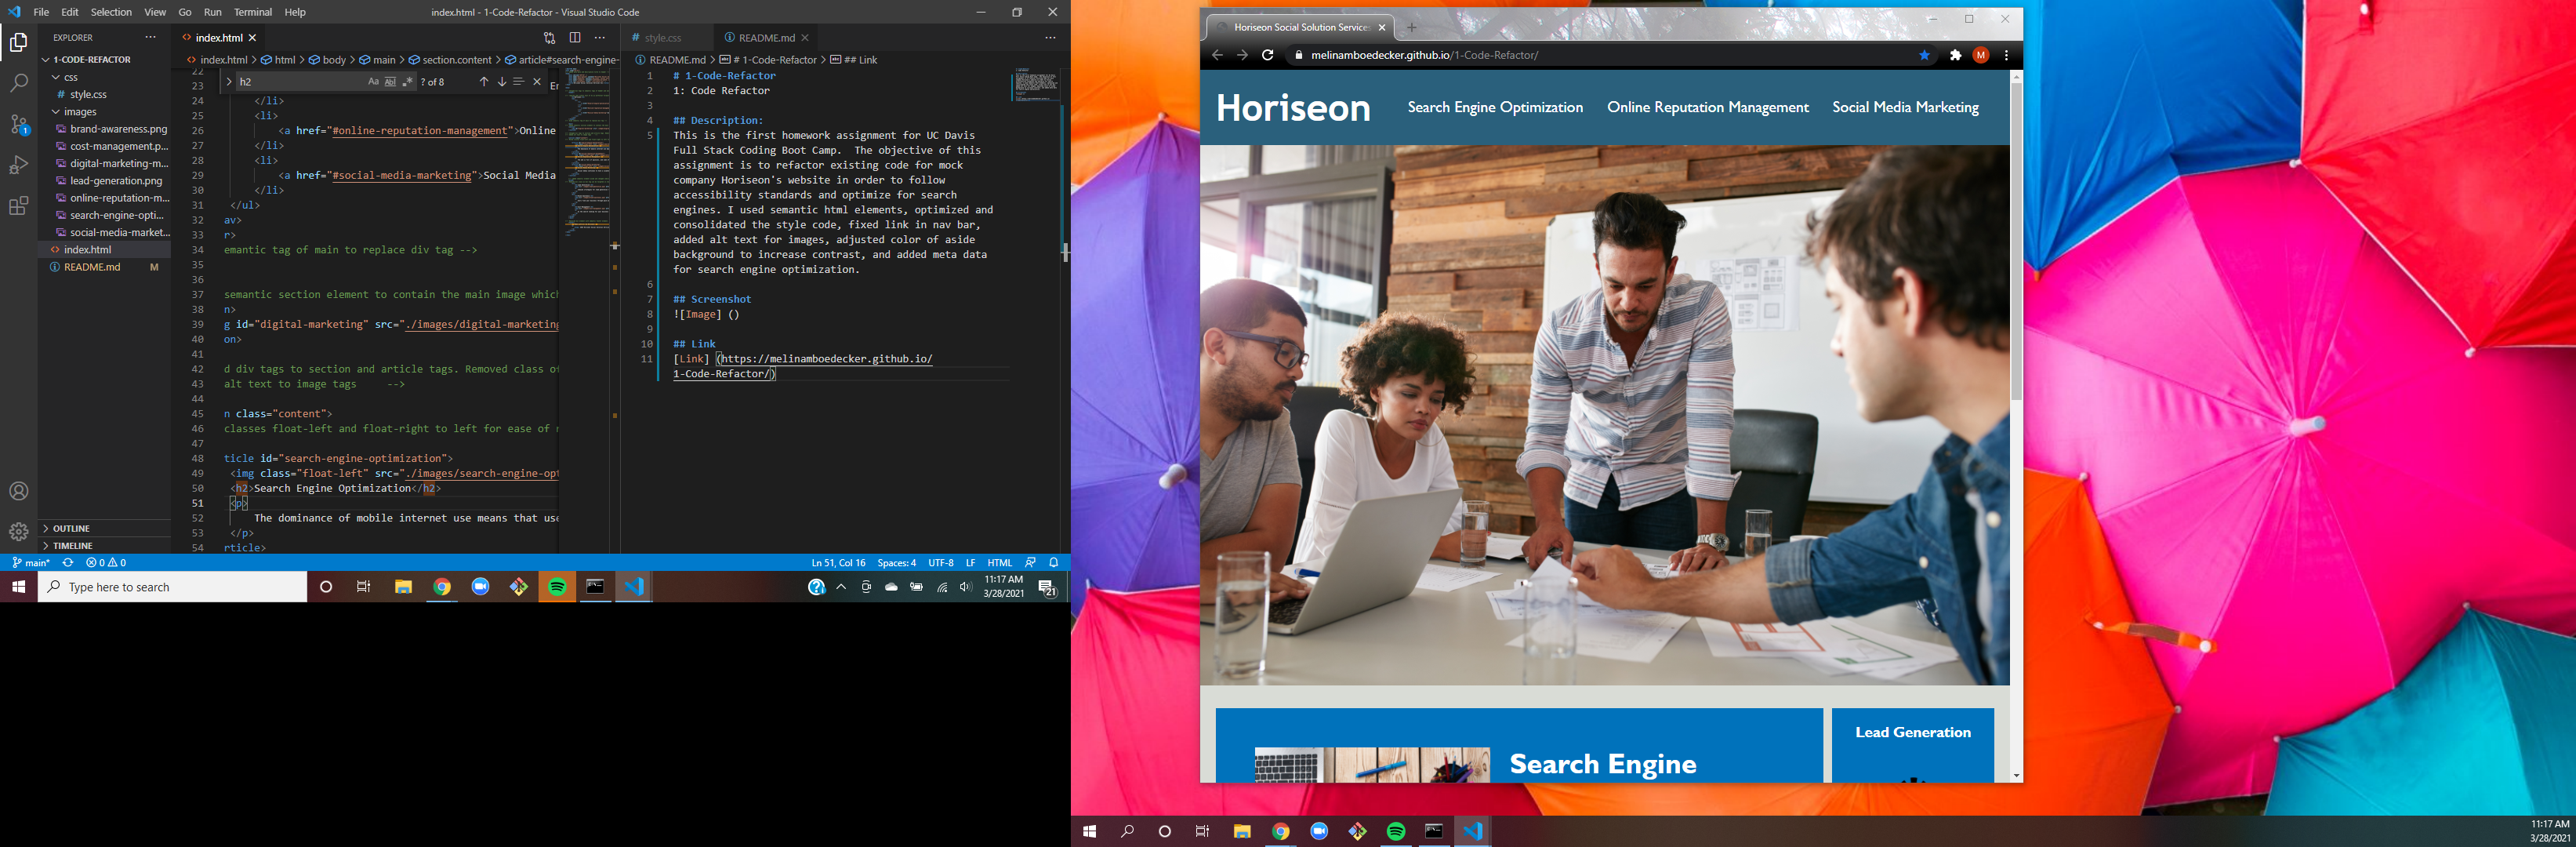 File Edit Selection View Go Run Terminal Help
index.html - 1-Code-Refactor - Visual Studio Code
EXPLORER
1-CODE-REFACTOR
css
# style.css
images
brand-awareness.png
cost-management.p...
digital-marketing-m...
lead-generation.png
online-reputation-m...
search-engine-opti...
social-media-market...
<> index.html
README.md M
OUTLINE
TIMELINE
<> index.html
<> index.html > html > body > main > section.content > article#search-engine-
h2
Aa Abl .* ? of 8
22
23
24 </li>
25 <li>
26 <a href="#online-reputation-management">Online
27 </li>
28 <li>
29 <a href="#social-media-marketing">Social Media
30 </li>
31 </ul>
32 av>
33 r>
34 emantic tag of main to replace div tag -->
35
36
37 semantic section element to contain the main image whic
38 n>
39 g id="digital-marketing" src="./images/digital-marketing
40 on>
41
42 d div tags to section and article tags. Removed class of
43 alt text to image tags -->
44
45 n class="content">
46 classes float-left and float-right to left for ease of
47
48 ticle id="search-engine-optimization">
49 <img class="float-left" src="./images/search-engine-opt
50 <h2>Search Engine Optimization</h2>
51 <p>
52 The dominance of mobile internet use means that use
53 </p>
54 rticle>
# style.css
README.md
README.md > # 1-Code-Refactor > ## Link
1 # 1-Code-Refactor
2 1: Code Refactor
3
4 ## Description:
5 This is the first homework assignment for UC Davis
Full Stack Coding Boot Camp. The objective of this
assignment is to refactor existing code for mock
company Horiseon's website in order to follow
accessibility standards and optimize for search
engines. I used semantic html elements, optimized and
consolidated the style code, fixed link in nav bar,
added alt text for images, adjusted color of aside
background to increase contrast, and added meta data
for search engine optimization.
6
7 ## Screenshot
8 ![Image] ()
9
10 ## Link
11 [Link] (https://melinamboedecker.github.io/
1-Code-Refactor/)
main* 0 0
Ln 51, Col 16 Spaces: 4 UTF-8 LF HTML
Type here to search
11:17 AM
3/28/2021
21
Horiseon Social Solution Services
melinamboedecker.github.io/1-Code-Refactor/
M
Horiseon
Search Engine Optimization Online Reputation Management Social Media Marketing
Search Engine
Lead Generation
11:17 AM
3/28/2021